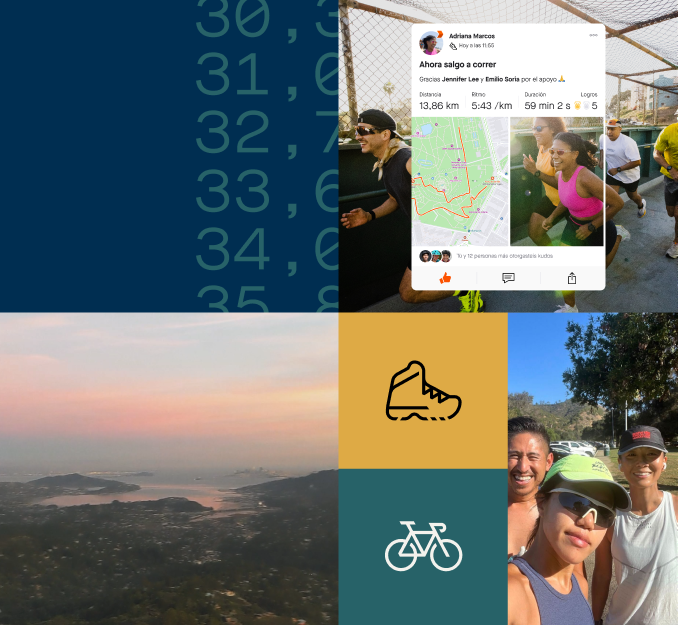 30,3
31,0
32,7
33,6
34,0
35,8
Adriana Marcos
Hoy a las 11:55
Ahora salgo a correr
Gracias Jennifer Lee y Emilio Soria por el apoyo🙏
Distancia Ritmo Duración Logros
13,86 km 5:43 /km 59 min 2 s 5
Tú y 12 personas más otorgasteis kudos